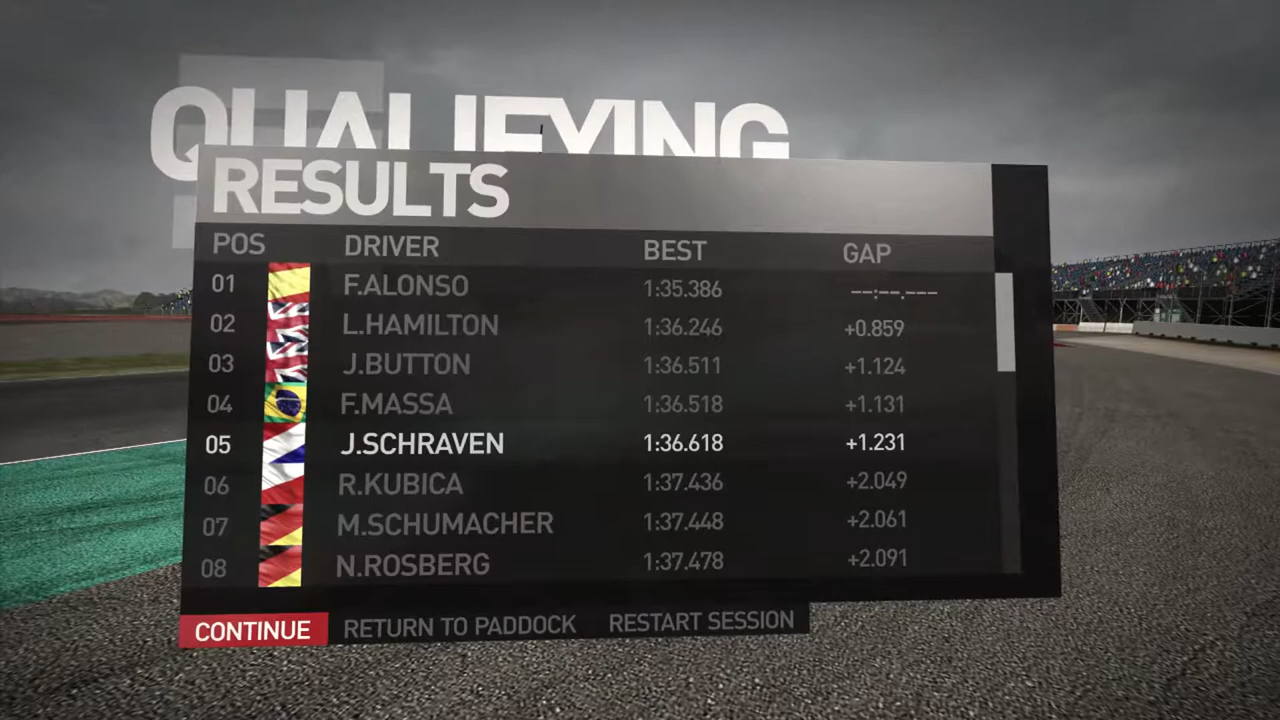 QUALIFYING
RESULTS
POS DRIVER BEST GAP
01 F.ALONSO 1:35.386 --:--.---
02 L.HAMILTON 1:36.246 +0.859
03 J.BUTTON 1:36.511 +1.124
04 F.MASSA 1:36.518 +1.131
05 J.SCHRAVEN 1:36.618 +1.231
06 R.KUBICA 1:37.436 +2.049
07 M.SCHUMACHER 1:37.448 +2.061
08 N.ROSBERG 1:37.478 +2.091
CONTINUE RETURN TO PADDOCK RESTART SESSION